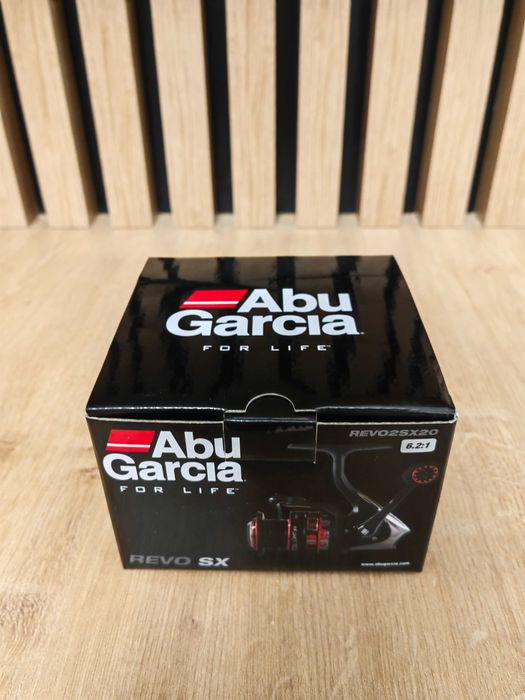 Abu
Garcia
FOR LIFE
Abu
Garcia
FOR LIFE
REVO2SX20
6.2:1
REVO SX
www.abugarcia.com